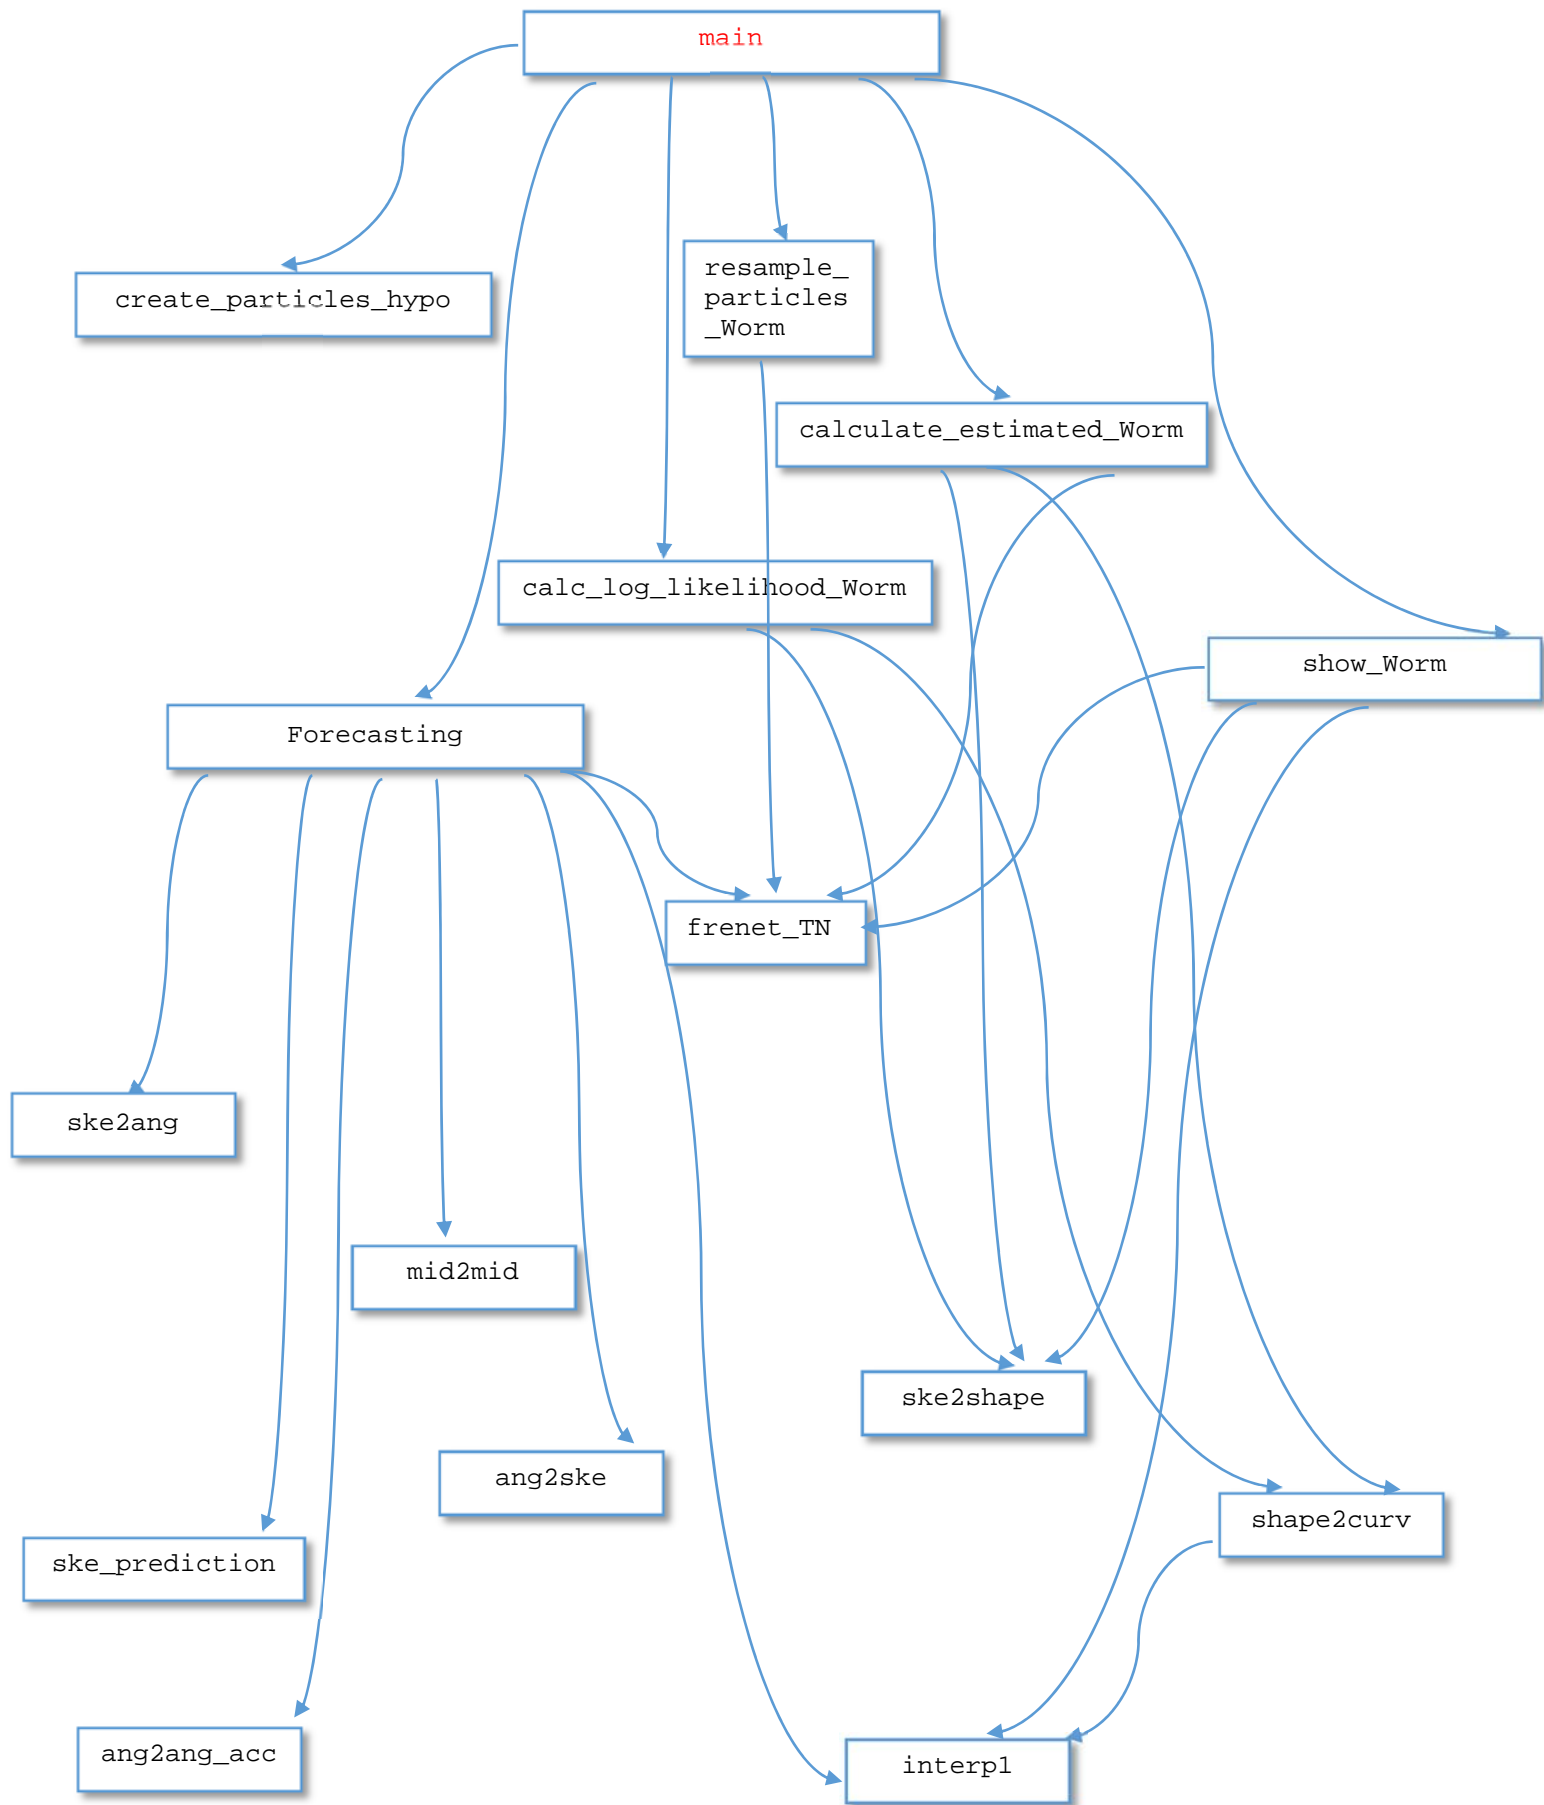 main
resample_
particles
_Worm
create_particles_hypo
calculate_estimated_Worm
calc_log_likelihood_Worm
show_Worm
Forecasting
frenet_TN
ske2ang
mid2mid
ske2shape
ang2ske
shape2curv
ske_prediction
ang2ang_acc
interp1